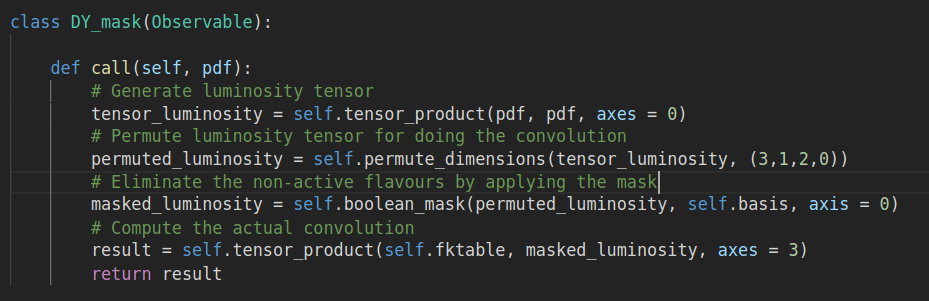 class DY_mask(Observable):
def call(self, pdf):
# Generate luminosity tensor
tensor_luminosity = self.tensor_product(pdf, pdf, axes = 0)
# Permute luminosity tensor for doing the convolution
permuted_luminosity = self.permute_dimensions(tensor_luminosity, (3,1,2,0))
# Eliminate the non-active flavours by applying the mask
masked_luminosity = self.boolean_mask(permuted_luminosity, self.basis, axis = 0)
# Compute the actual convolution
result = self.tensor_product(self.fktable, masked_luminosity, axes = 3)
return result